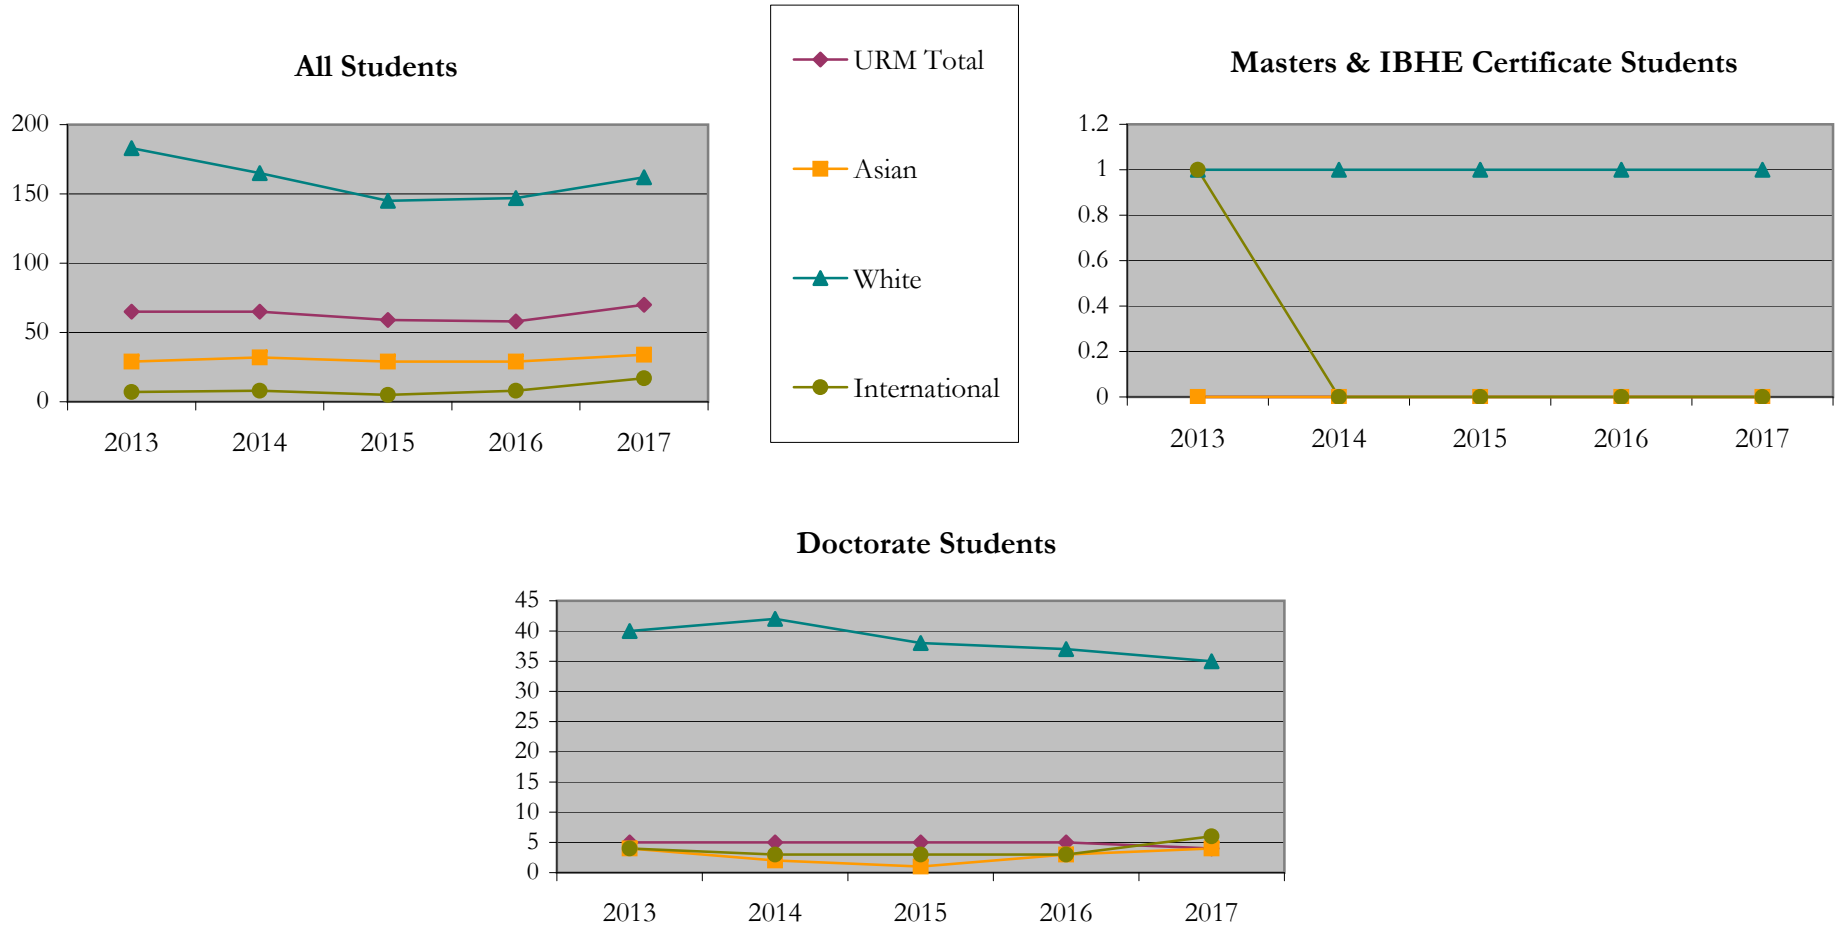 All Students
200
150
100
50
0
2013 2014 2015 2016 2017
URM Total
Asian
White
International
Masters & IBHE Certificate Students
1.2
1
0.8
0.6
0.4
0.2
0
2013 2014 2015 2016 2017
Doctorate Students
45
40
35
30
25
20
15
10
5
0
2013 2014 2015 2016 2017